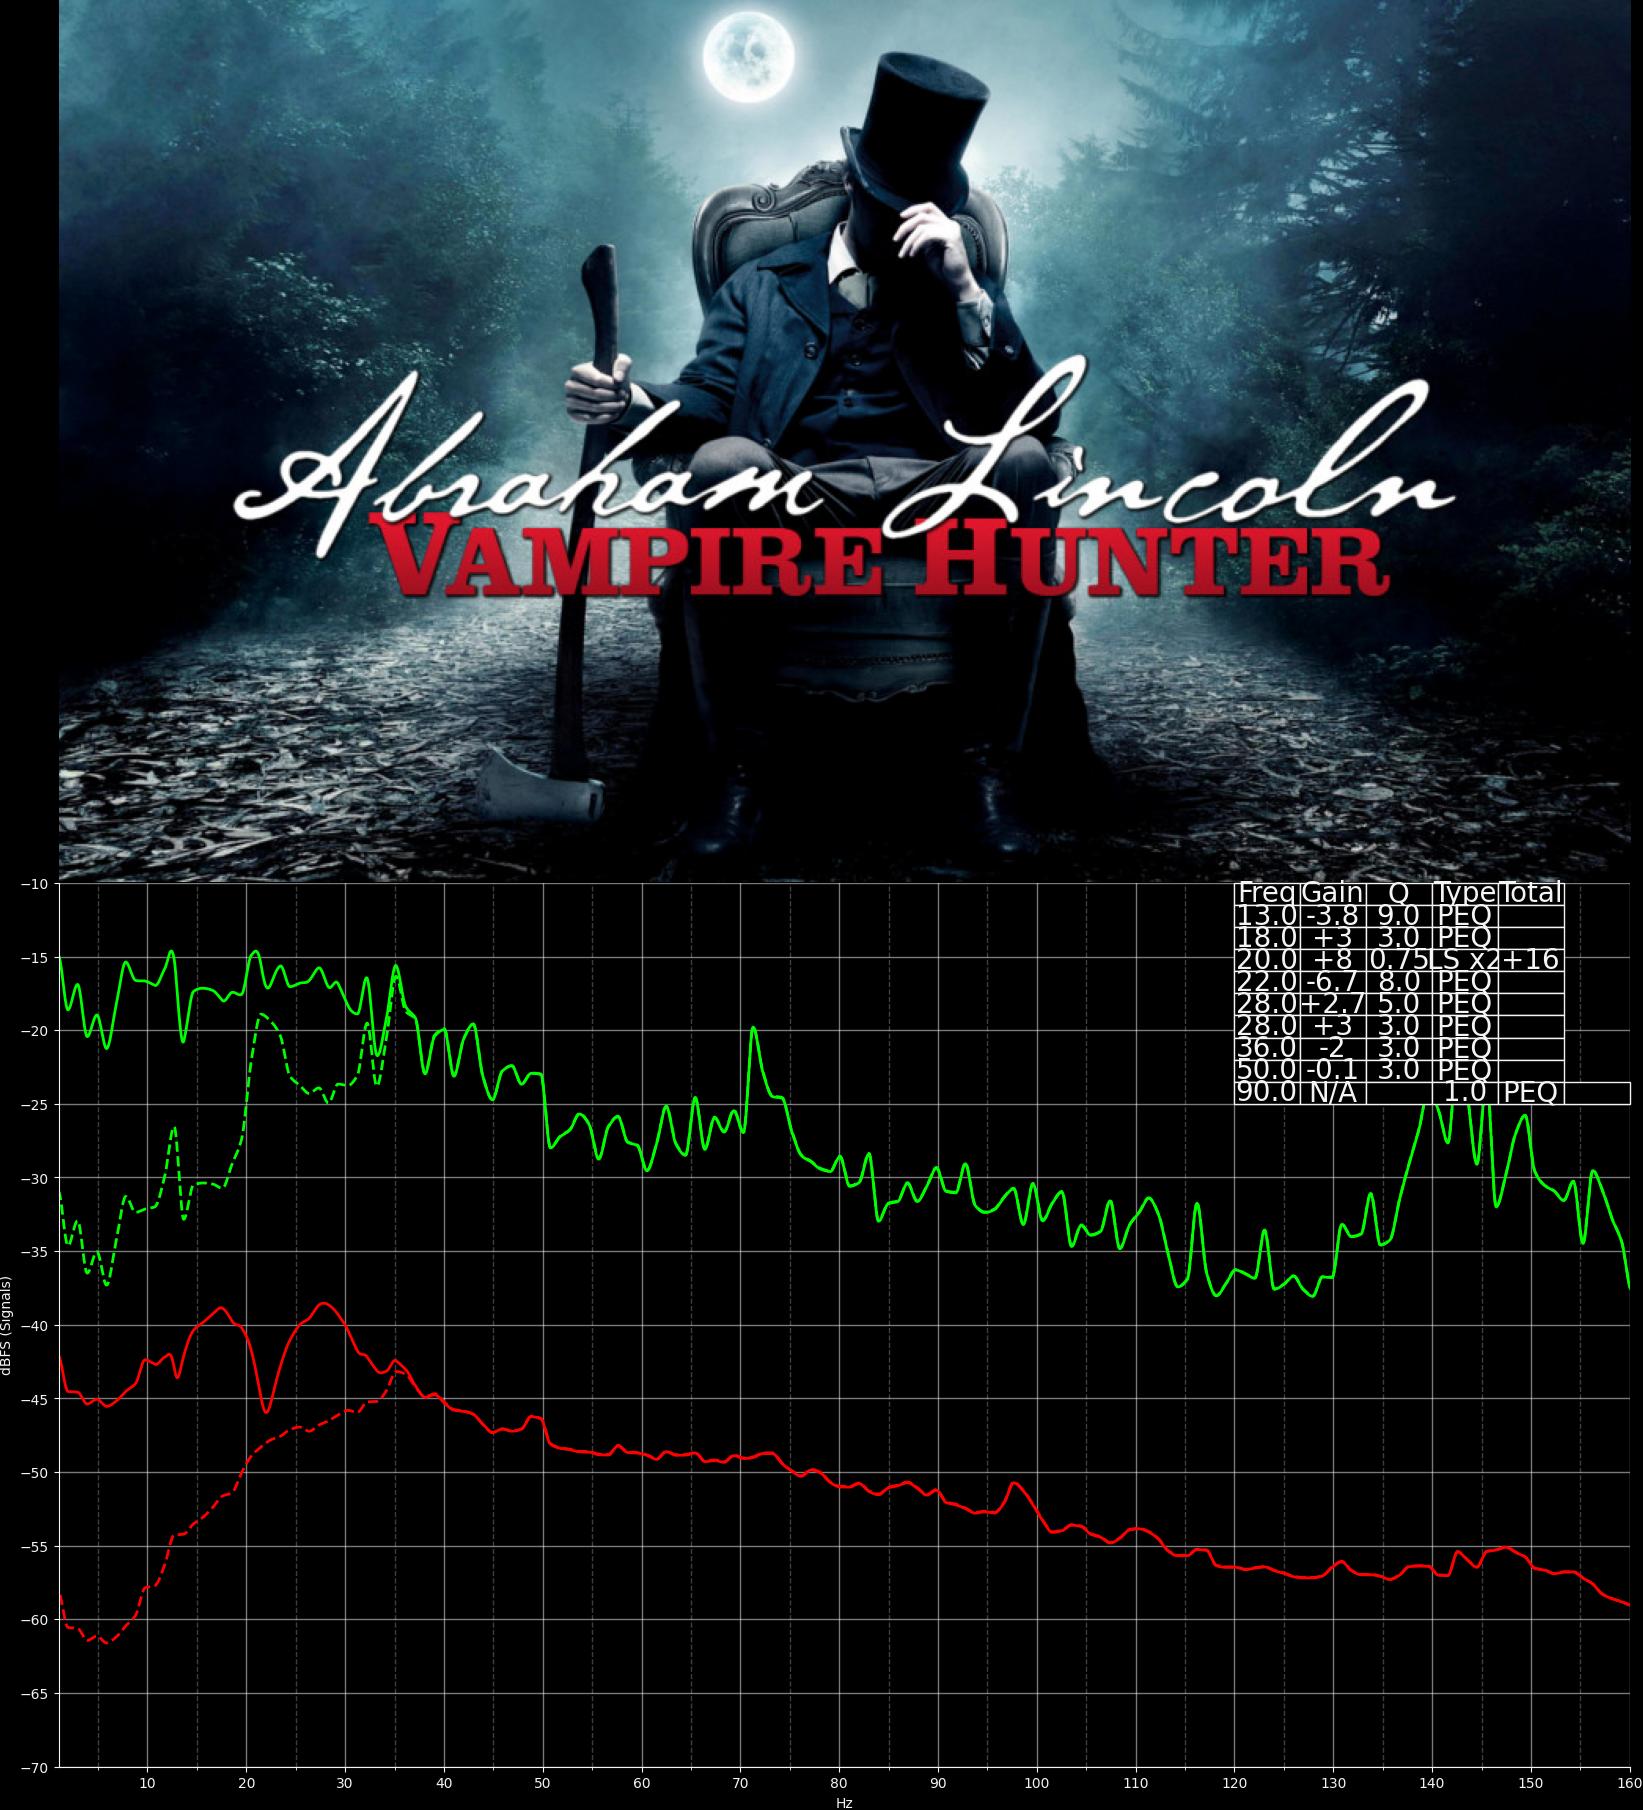 Abraham Lincoln
VAMPIRE HUNTER
Freq Gain Q Type Total
13.0 -3.8 9.0 PEQ
18.0 +3 3.0 PEQ
20.0 +8 0.75 LS x2 +16
22.0 -6.7 8.0 PEQ
28.0 +2.7 5.0 PEQ
28.0 +3 3.0 PEQ
36.0 -2 3.0 PEQ
50.0 -0.1 3.0 PEQ
90.0 N/A 1.0 PEQ
−10
−15
−20
−25
−30
−35
−40
−45
−50
−55
−60
−65
−70
dBFS (Signals)
10 20 30 40 50 60 70 80 90 100 110 120 130 140 150 160
Hz